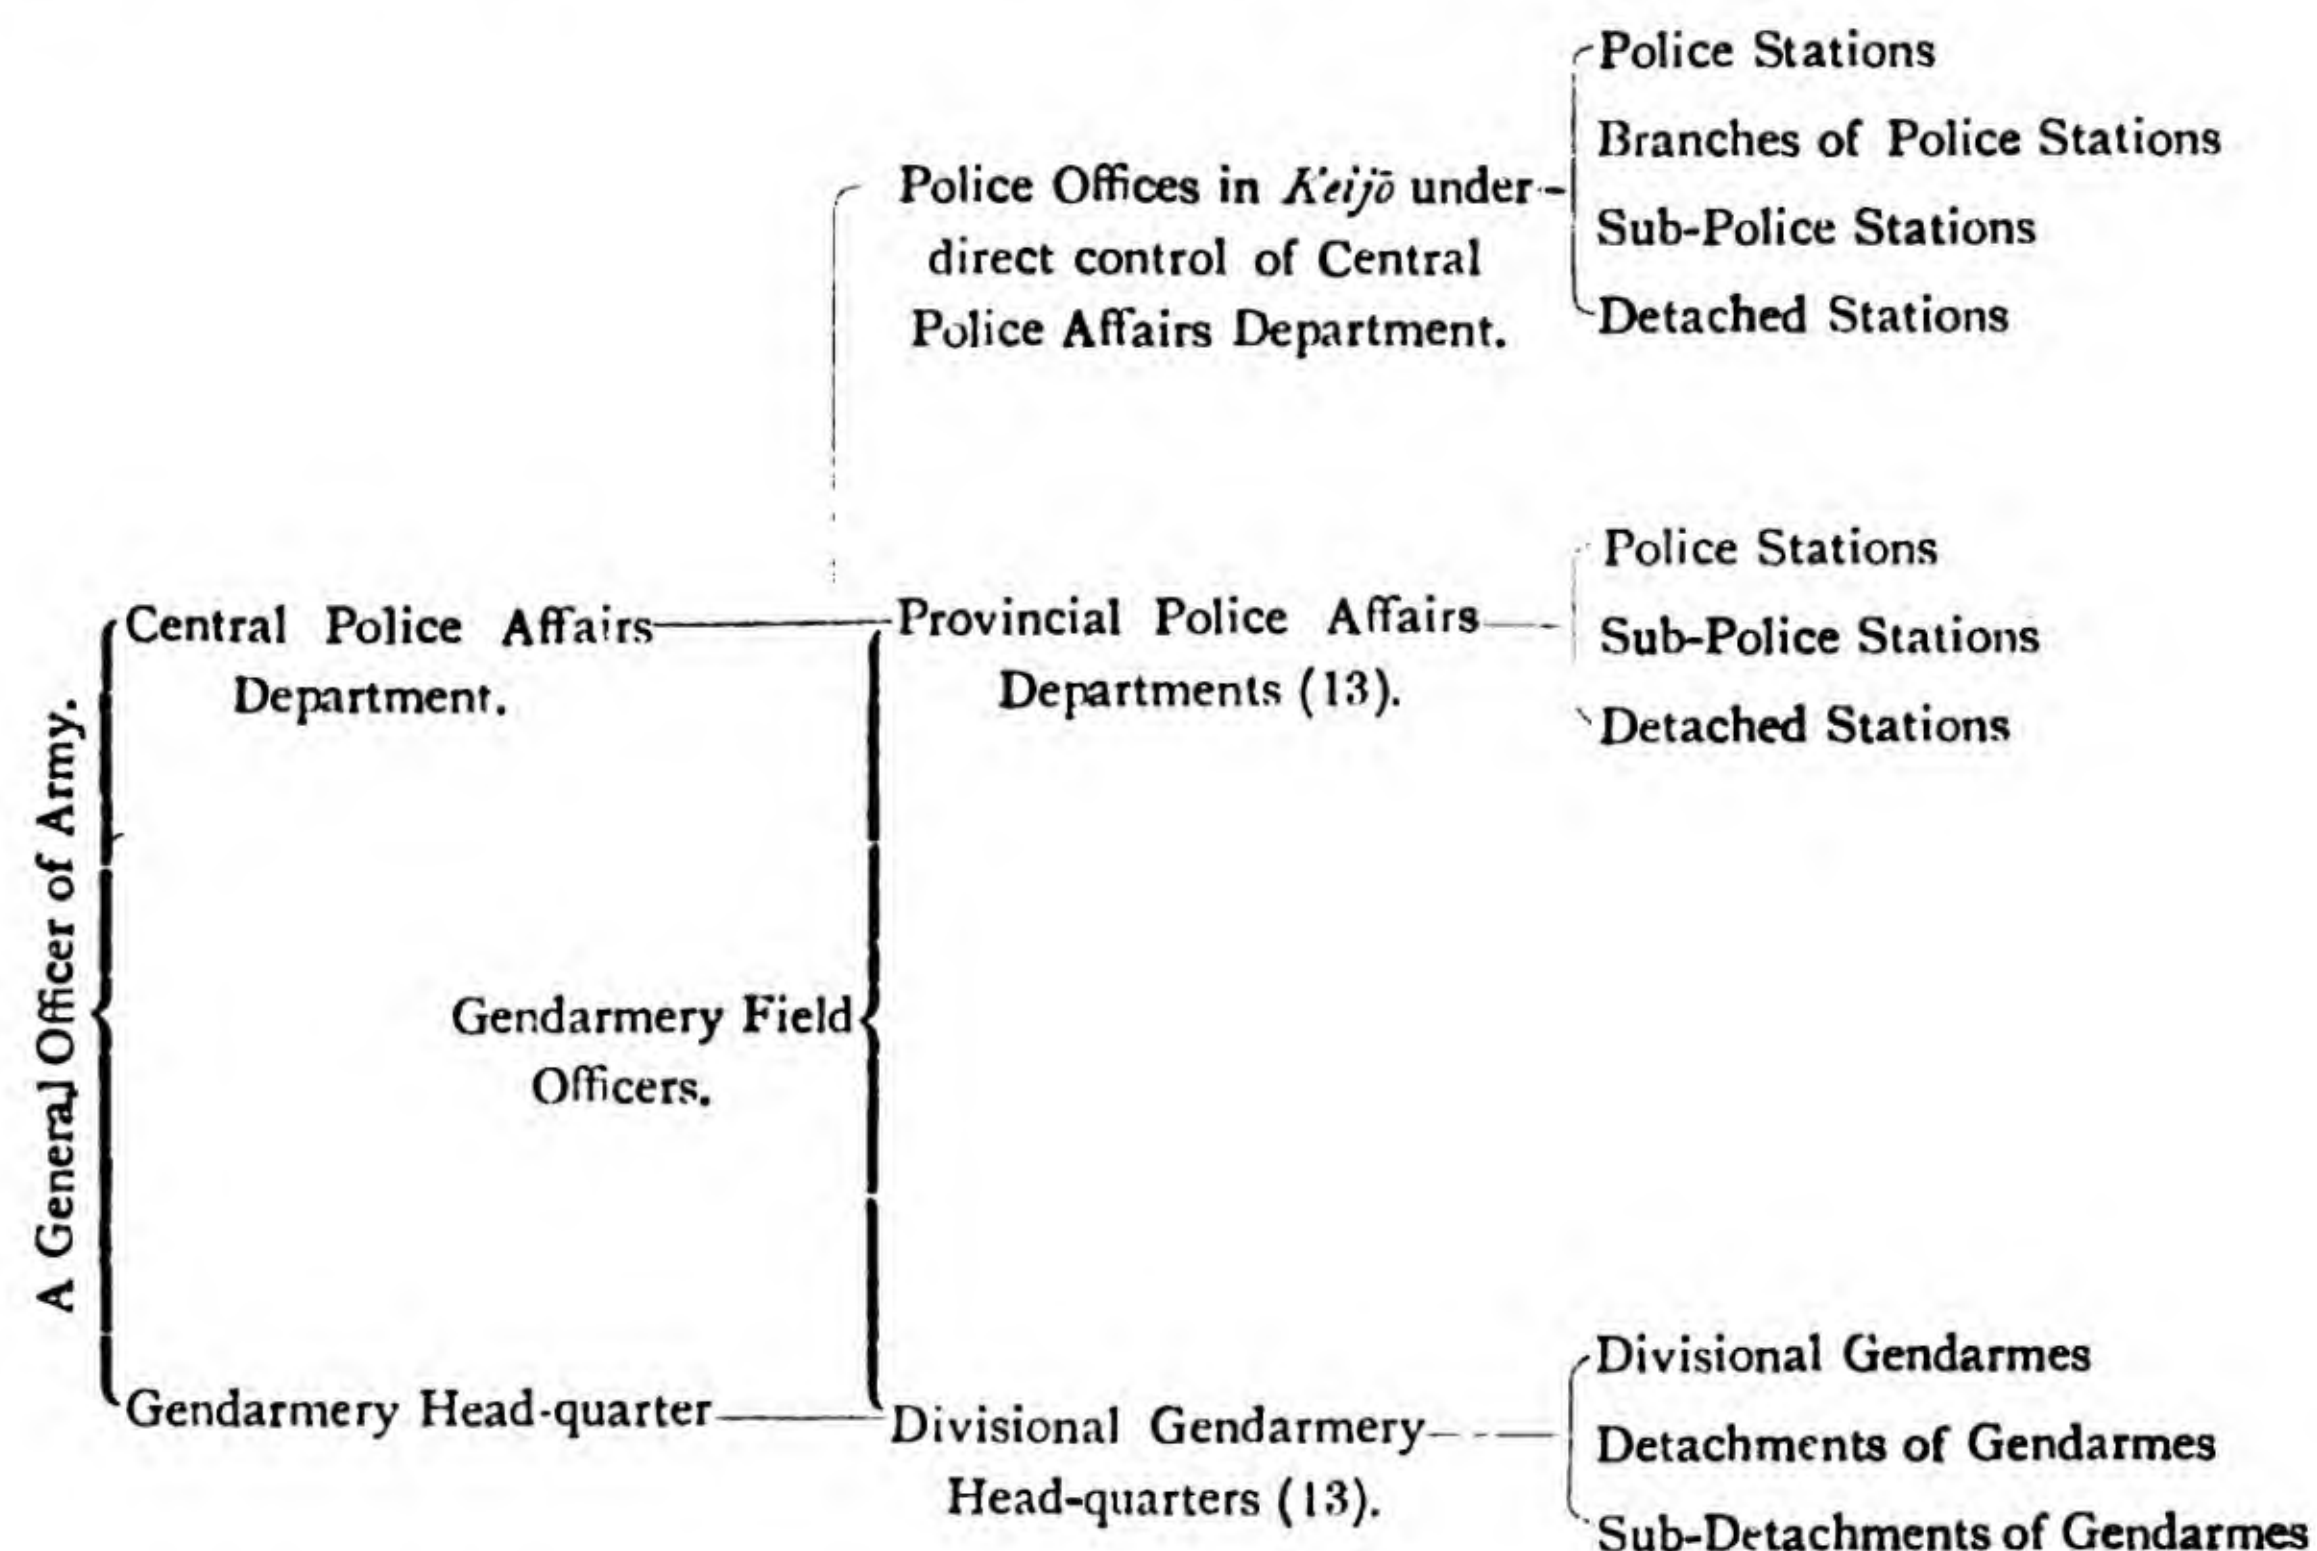 Police Stations
Branches of Police Stations
Police Offices in Keijō under
direct control of Central
Police Affairs Department.
Sub-Police Stations
Detached Stations
A General Officer of Army.
Central Police Affairs
Department.
Provincial Police Affairs
Departments (13).
Police Stations
Sub-Police Stations
Detached Stations
Gendarmery Field
Officers.
Gendarmery Head-quarter
Divisional Gendarmery
Head-quarters (13).
Divisional Gendarmes
Detachments of Gendarmes
Sub-Detachments of Gendarmes